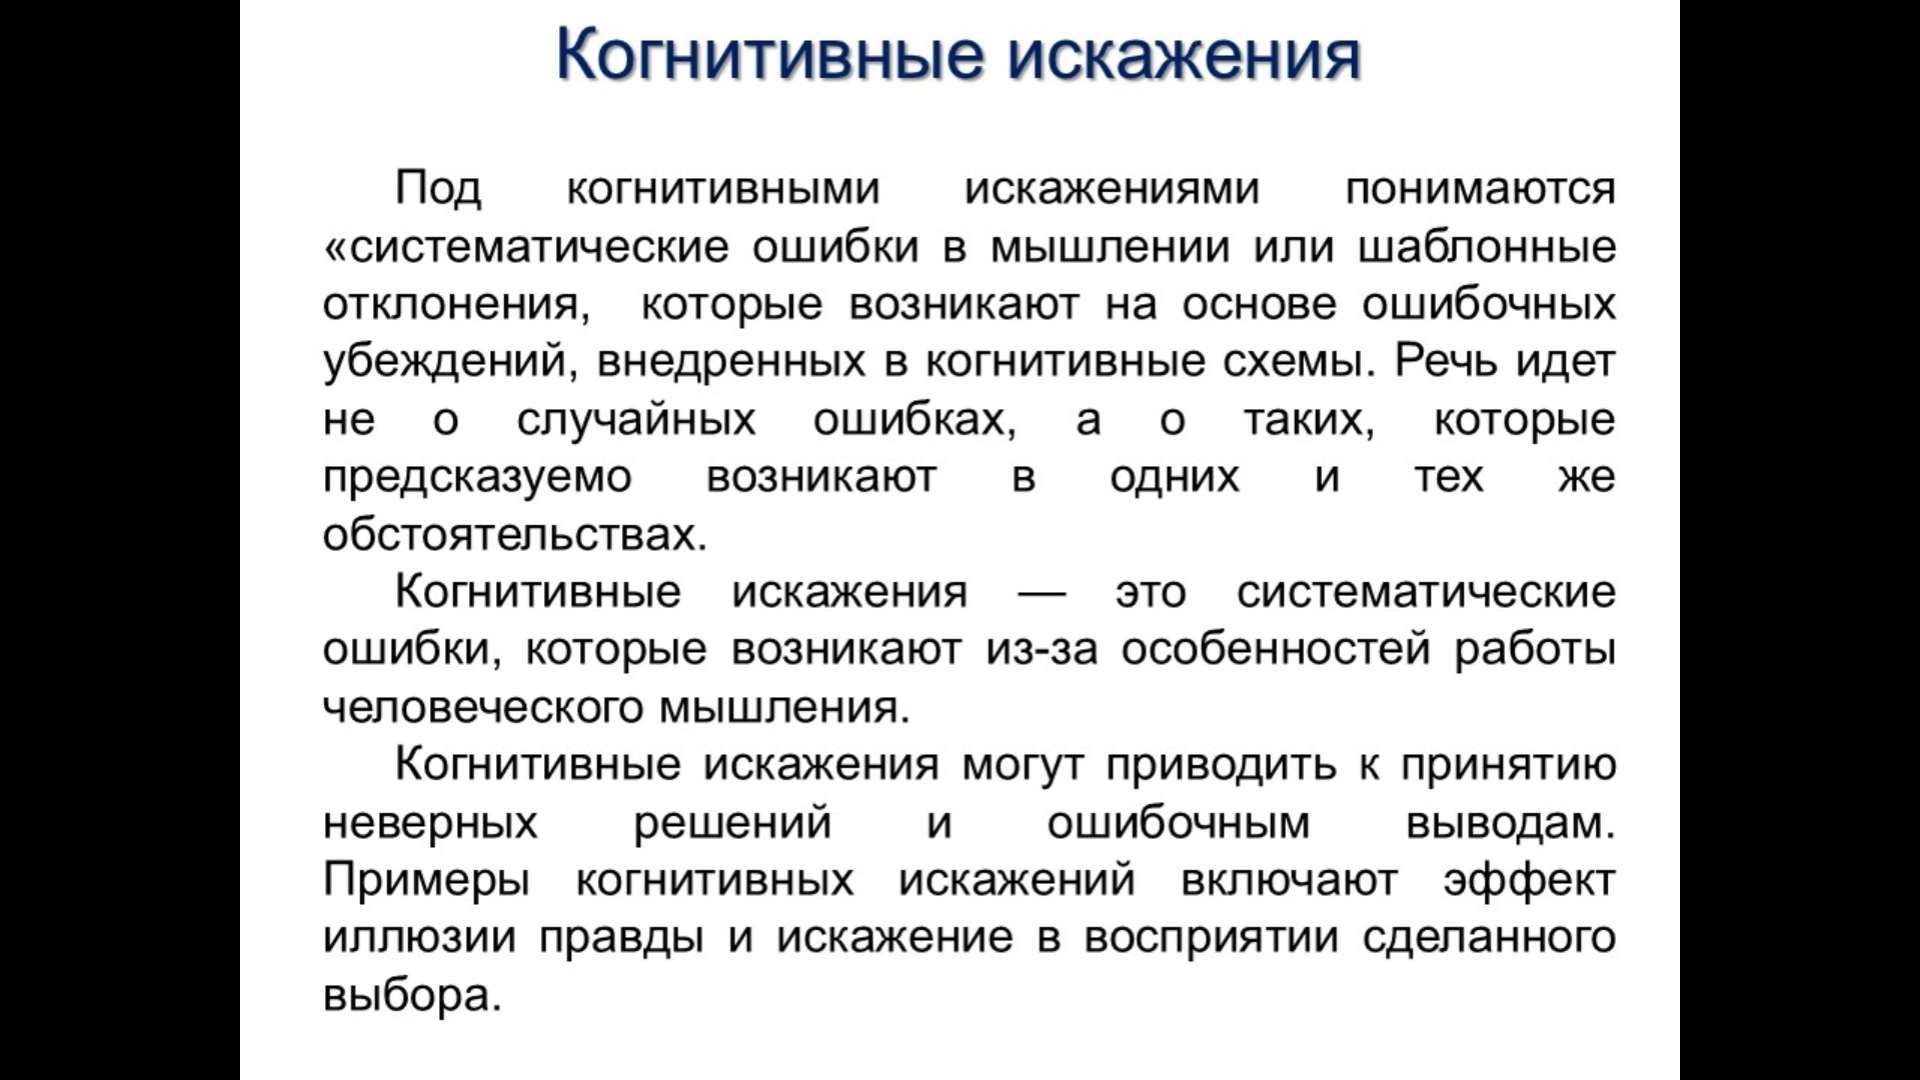 Когнитивные искажения
Под когнитивными искажениями понимаются
«систематические ошибки в мышлении или шаблонные
отклонения, которые возникают на основе ошибочных
убеждений, внедренных в когнитивные схемы. Речь идет
не о случайных ошибках, а о таких, которые
предсказуемо возникают в одних и тех же
обстоятельствах.
Когнитивные искажения — это систематические
ошибки, которые возникают из-за особенностей работы
человеческого мышления.
Когнитивные искажения могут приводить к принятию
неверных решений и ошибочным выводам.
Примеры когнитивных искажений включают эффект
иллюзии правды и искажение в восприятии сделанного
выбора.